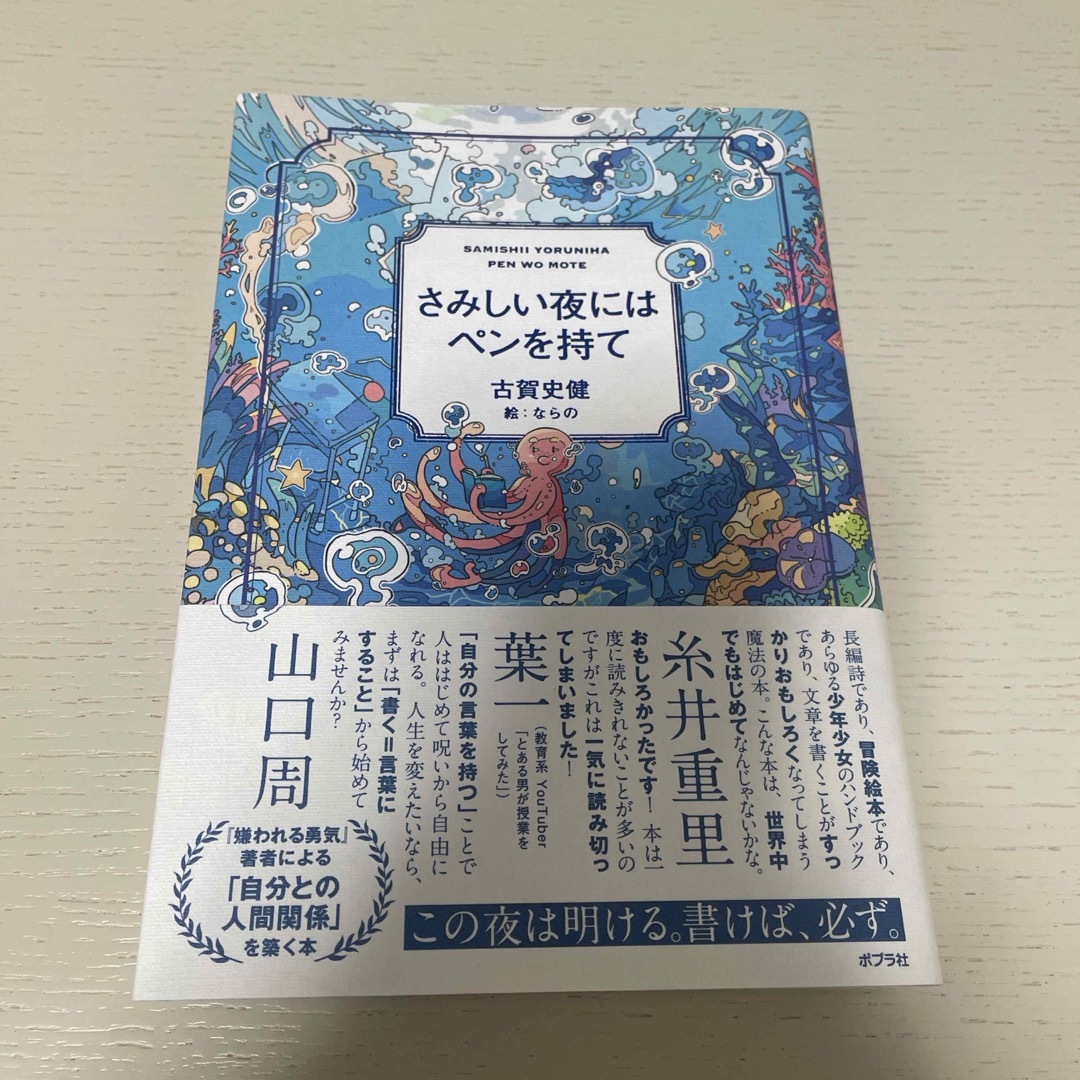 SAMISHII YORUNIHA
PEN WO MOTE
さみしい夜には
ペンを持て
古賀史健
絵：ならの
長編詩であり、冒険絵本であり、
あらゆる少年少女のハンドブック
であり、文章を書くことがすっ
かりおもしろくなってしまう
魔法の本。こんな本は、世界中
でもはじめてなんじゃないかな。
糸井重里
おもしろかったです！ 本は一
度に読みきれないことが多いの
ですがこれは一気に読み切っ
てしまいました！
葉一
（教育系 YouTuber
「とある男が授業を
してみた」）
「自分の言葉を持つ」ことで
人ははじめて呪いから自由に
なれる。人生を変えたいなら、
まずは「書く＝言葉に
すること」から始めて
みませんか？
山口周
『嫌われる勇気』
著者による
「自分との
人間関係」
を築く本
この夜は明ける。書けば、必ず。
ポプラ社